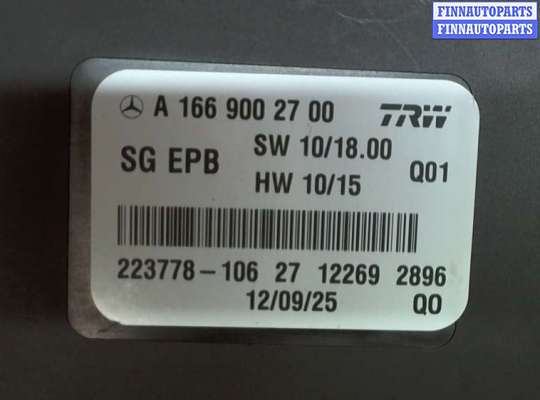 FINNAUTOPARTS
FINNAUTOPARTS
A 166 900 27 00 TRW
SG EPB SW 10/18.00 Q01
HW 10/15
223778-106 27 12269 2896
12/09/25 QO